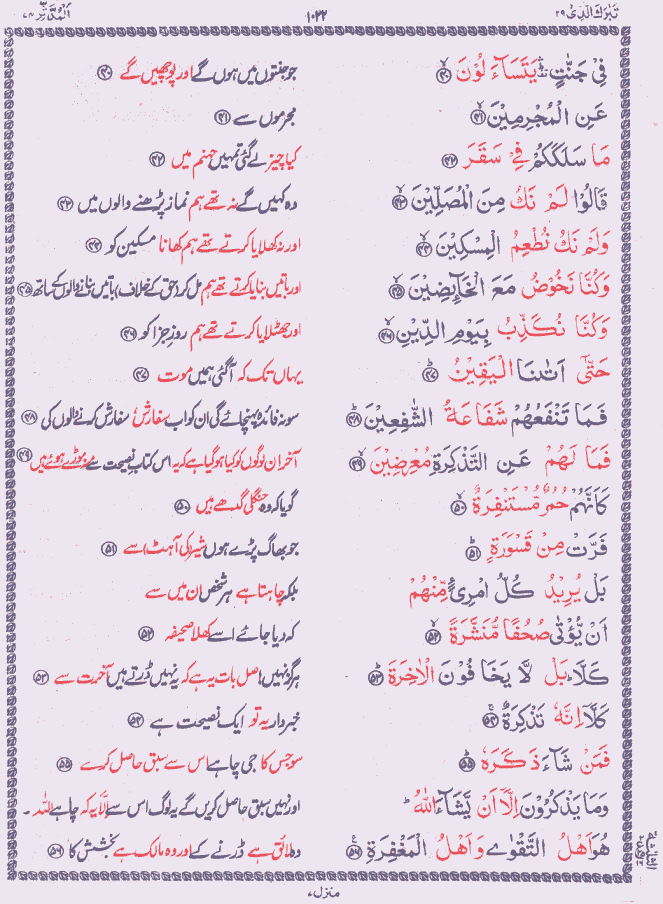 تَبٰرَكَ الَّذِىْ ۲۹ ۱۰۲۲ اَلْمُدَّثِّر ۷۴
فِىْ جَنّٰتٍ ۛ يَتَسَآءَلُوْنَ ﴿۴۰﴾ جو جنتوں میں ہوں گے اور پوچھیں گے ﴿۴۰﴾
عَنِ الْمُجْرِمِيْنَ ﴿۴۱﴾ مجرموں سے ﴿۴۱﴾
مَا سَلَكَكُمْ فِىْ سَقَرَ ﴿۴۲﴾ کیا چیز لے گئی تمہیں جہنم میں ﴿۴۲﴾
قَالُوْا لَمْ نَكُ مِنَ الْمُصَلِّيْنَ ﴿۴۳﴾ وہ کہیں گے نہ تھے ہم نماز پڑھنے والوں میں ﴿۴۳﴾
وَلَمْ نَكُ نُطْعِمُ الْمِسْكِيْنَ ﴿۴۴﴾ اور نہ کھلایا کرتے تھے ہم کھانا مسکین کو ﴿۴۴﴾
وَكُنَّا نَخُوْضُ مَعَ الْخَآئِضِيْنَ ﴿۴۵﴾ اور باتیں بنایا کرتے تھے ہم مل کر (حق کے خلاف) باتیں بنانے والوں کے ساتھ ﴿۴۵﴾
وَكُنَّا نُكَذِّبُ بِيَوْمِ الدِّيْنِ ﴿۴۶﴾ اور جھٹلایا کرتے تھے ہم روزِ جزا کو ﴿۴۶﴾
حَتّٰٓى اَتٰىنَا الْيَقِيْنُ ﴿۴۷﴾ یہاں تک کہ آ گئی ہمیں موت ﴿۴۷﴾
فَمَا تَنْفَعُهُمْ شَفَاعَةُ الشّٰفِعِيْنَ ﴿۴۸﴾ سو نہ فائدہ پہنچائے گی ان کو اب سفارش، سفارش کرنے والوں کی ﴿۴۸﴾
فَمَا لَهُمْ عَنِ التَّذْكِرَةِ مُعْرِضِيْنَ ﴿۴۹﴾ آخر ان لوگوں کو کیا ہو گیا ہے کہ یہ اس کتابِ نصیحت سے منہ موڑے ہوئے ہیں ﴿۴۹﴾
كَاَنَّهُمْ حُمُرٌ مُّسْتَنْفِرَةٌ ﴿۵۰﴾ گویا کہ وہ جنگلی گدھے ہیں ﴿۵۰﴾
فَرَّتْ مِنْ قَسْوَرَةٍ ﴿۵۱﴾ جو بھاگ پڑے ہوں شیر (کی آہٹ) سے ﴿۵۱﴾
بَلْ يُرِيْدُ كُلُّ امْرِئٍ مِّنْهُمْ بلکہ چاہتا ہے ہر شخص ان میں سے
اَنْ يُّؤْتٰى صُحُفًا مُّنَشَّرَةً ﴿۵۲﴾ کہ دیا جائے اسے کھلا صحیفہ ﴿۵۲﴾
كَلَّا ؕ بَلْ لَّا يَخَافُوْنَ الْاٰخِرَةَ ﴿۵۳﴾ ہرگز نہیں، اصل بات یہ ہے کہ یہ نہیں ڈرتے ہیں آخرت سے ﴿۵۳﴾
كَلَّاۤ اِنَّهٗ تَذْكِرَةٌ ﴿۵۴﴾ خبردار یہ تو ایک نصیحت ہے ﴿۵۴﴾
فَمَنْ شَآءَ ذَكَرَهٗ ﴿۵۵﴾ سو جس کا جی چاہے اس سے سبق حاصل کرے ﴿۵۵﴾
وَمَا يَذْكُرُوْنَ اِلَّاۤ اَنْ يَّشَآءَ اللّٰهُ ؕ اور نہیں سبق حاصل کریں گے یہ لوگ اس سے اِلَّا یہ کہ چاہے اللہ۔
هُوَ اَهْلُ التَّقْوٰى وَاَهْلُ الْمَغْفِرَةِ ﴿۵۶﴾ وہ لائق ہے ڈرنے کے اور وہ مالک ہے بخشش کا ﴿۵۶﴾
منزل ۷